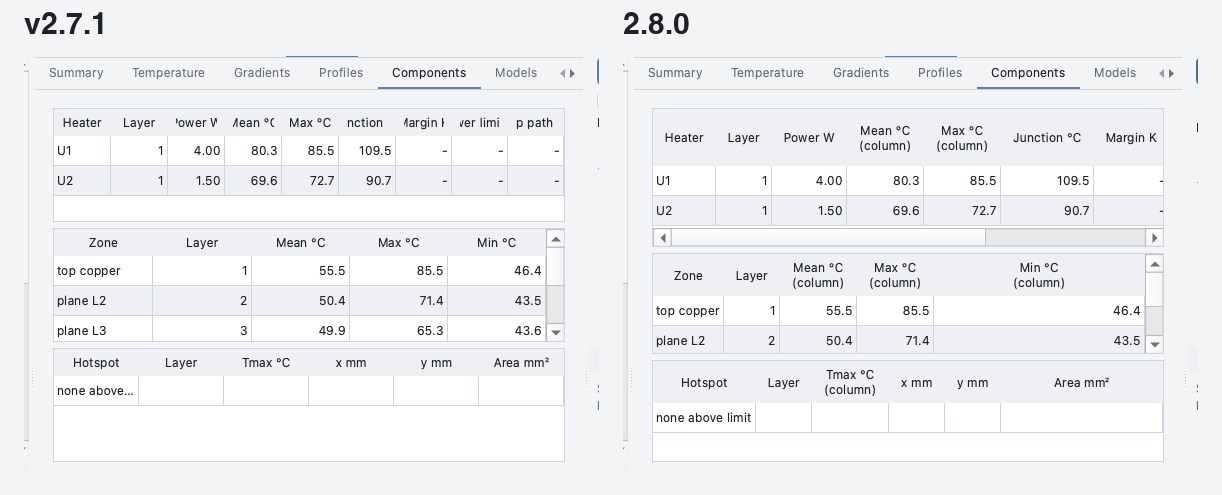 v2.7.1
Summary Temperature Gradients Profiles Components Models
Heater Layer Power W Mean °C Max °C nction Margin wer limi p path
U1 1 4.00 80.3 85.5 109.5 - - -
U2 1 1.50 69.6 72.7 90.7 - - -
Zone Layer Mean °C Max °C Min °C
top copper 1 55.5 85.5 46.4
plane L2 2 50.4 71.4 43.5
plane L3 3 49.9 65.3 43.6
Hotspot Layer Tmax °C x mm y mm Area mm²
none above...
2.8.0
Summary Temperature Gradients Profiles Components Models
Heater Layer Power W Mean °C (column) Max °C (column) Junction °C Margin K
U1 1 4.00 80.3 85.5 109.5 -
U2 1 1.50 69.6 72.7 90.7 -
Zone Layer Mean °C (column) Max °C (column) Min °C (column)
top copper 1 55.5 85.5 46.4
plane L2 2 50.4 71.4 43.5
Hotspot Layer Tmax °C (column) x mm y mm Area mm²
none above limit